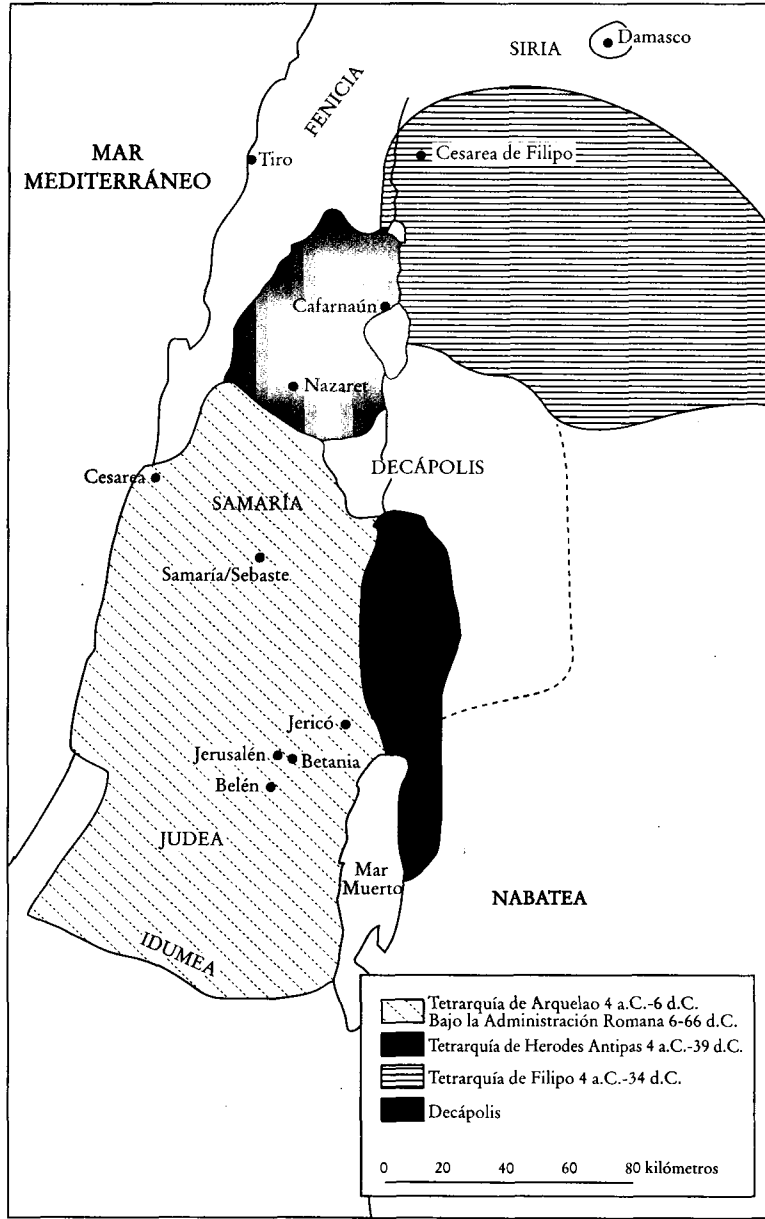 SIRIA
Damasco
FENICIA
MAR
MEDITERRÁNEO
Tiro
Cesarea de Filipo
Cafarnaún
Nazaret
DECÁPOLIS
Cesarea
SAMARÍA
Samaría/Sebaste
Jericó
Jerusalén
Betania
Belén
JUDEA
Mar
Muerto
NABATEA
IDUMEA
Tetrarquía de Arquelao 4 a.C.-6 d.C.
Bajo la Administración Romana 6-66 d.C.
Tetrarquía de Herodes Antipas 4 a.C.-39 d.C.
Tetrarquía de Filipo 4 a.C.-34 d.C.
Decápolis
0 20 40 60 80 kilómetros